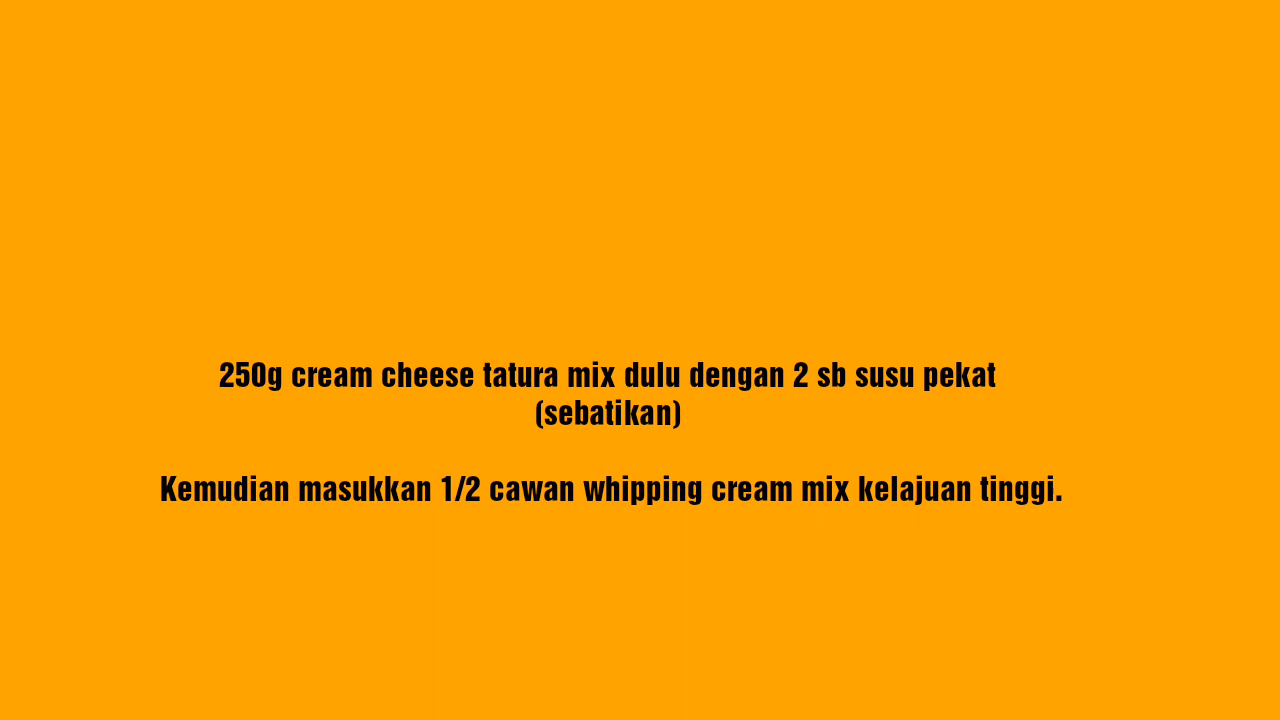 250g cream cheese tatura mix dulu dengan 2 sb susu pekat
(sebatikan)
Kemudian masukkan 1/2 cawan whipping cream mix kelajuan tinggi.